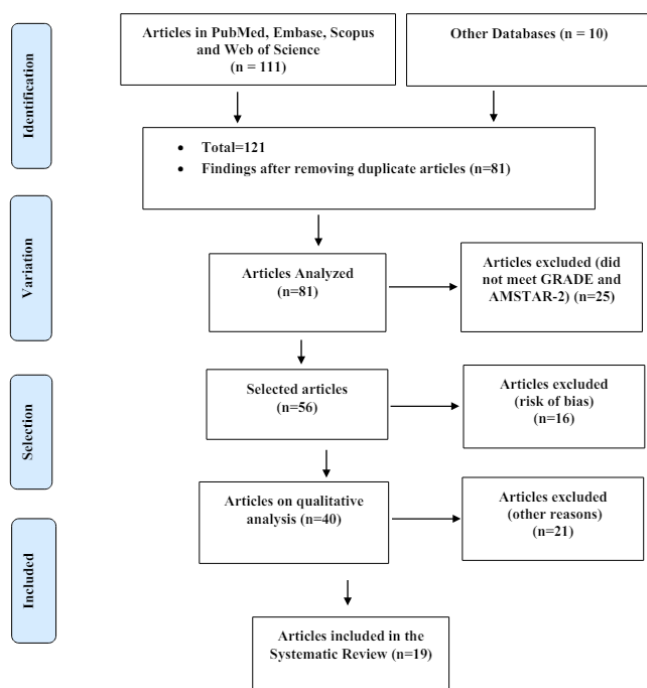 Identification
Articles in PubMed, Embase, Scopus
and Web of Science
(n = 111)
Other Databases (n = 10)
• Total=121
• Findings after removing duplicate articles (n=81)
Variation
Articles Analyzed
(n=81)
Articles excluded (did
not meet GRADE and
AMSTAR-2) (n=25)
Selection
Selected articles
(n=56)
Articles excluded
(risk of bias)
(n=16)
Articles on qualitative
analysis (n=40)
Articles excluded
(other reasons)
(n=21)
Included
Articles included in the
Systematic Review (n=19)